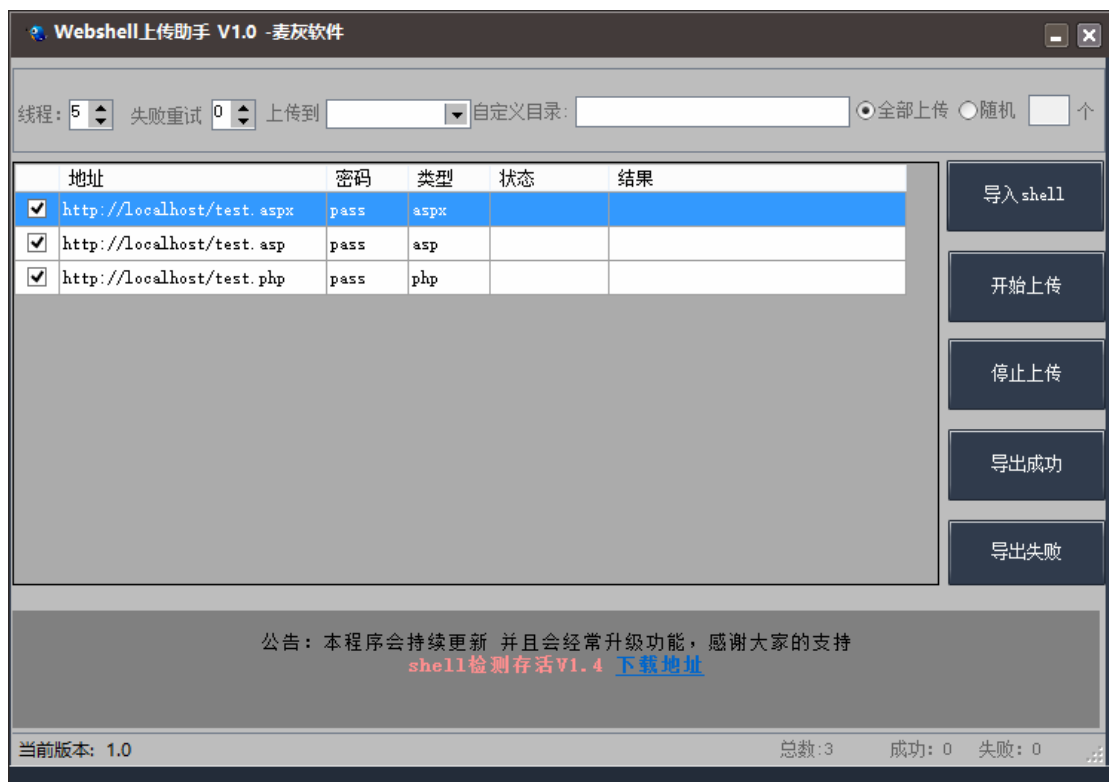 Webshell上传助手 V1.0 -麦灰软件
线程: 5 失败重试 0 上传到 自定义目录: 全部上传 随机 个
地址 密码 类型 状态 结果
http://localhost/test.aspx pass aspx
http://localhost/test.asp pass asp
http://localhost/test.php pass php
导入shell
开始上传
停止上传
导出成功
导出失败
公告: 本程序会持续更新 并且会经常升级功能，感谢大家的支持
shell检测存活V1.4 下载地址
当前版本: 1.0 总数:3 成功: 0 失败: 0